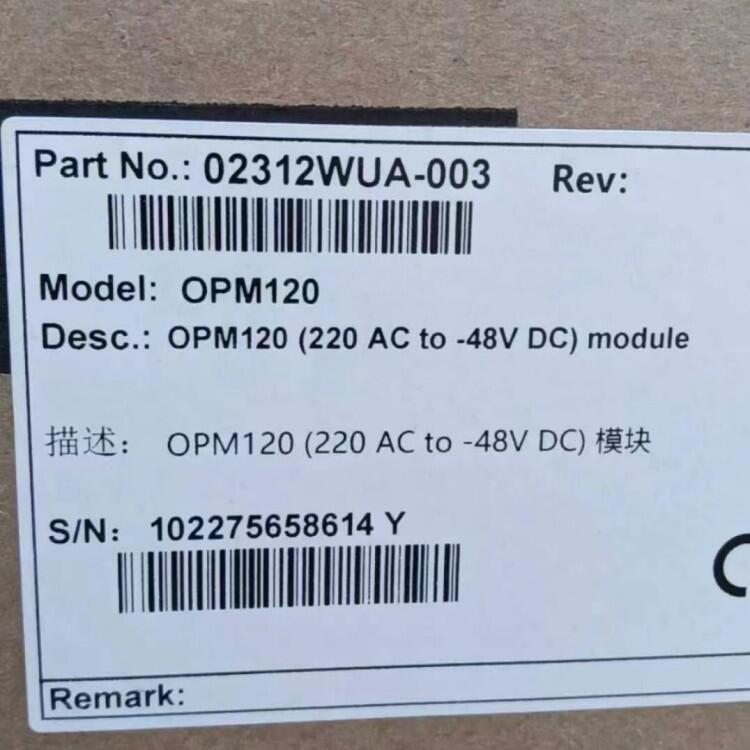 Part No.: 02312WUA-003 Rev:
Model: OPM120
Desc.: OPM120 (220 AC to -48V DC) module
描述: OPM120 (220 AC to -48V DC) 模块
S/N: 102275658614 Y
Remark: